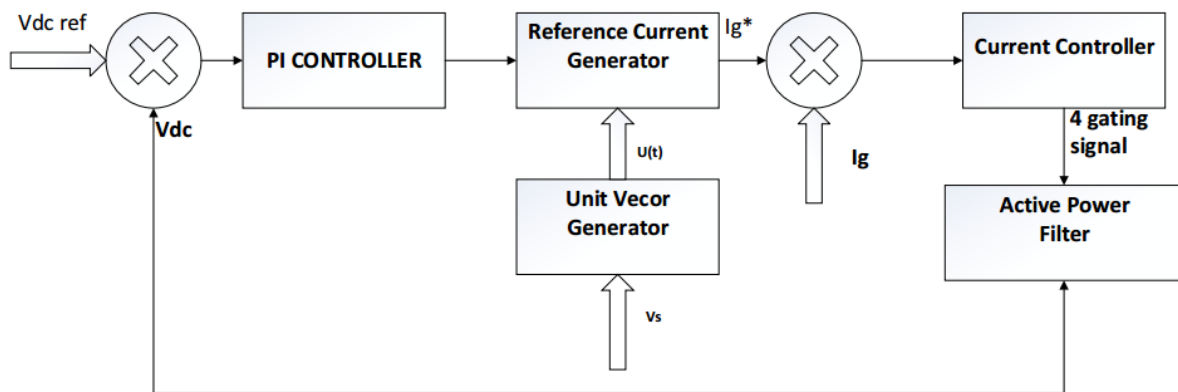 Vdc ref
Vdc
PI CONTROLLER
Reference Current
Generator
Ig*
Current Controller
4 gating
signal
U(t)
Ig
Unit Vecor
Generator
Active Power
Filter
Vs